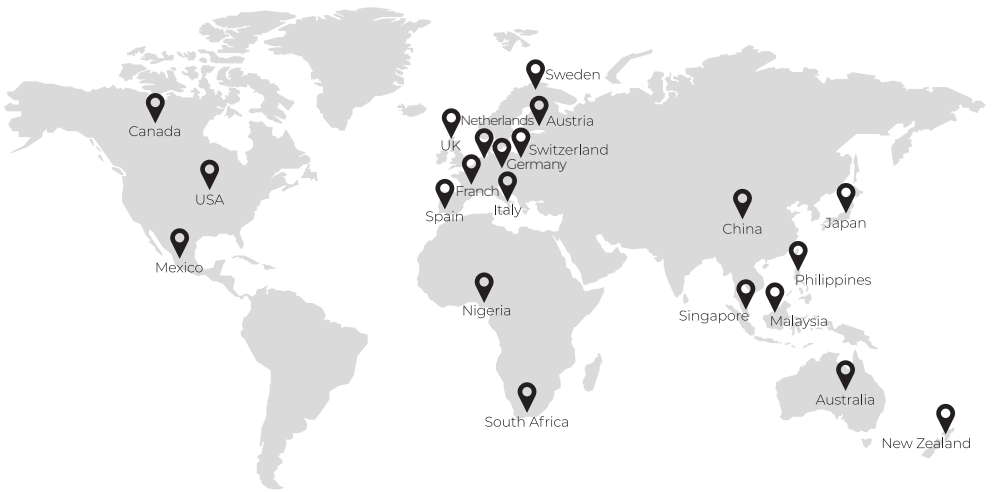 Sweden
Canada
Netherlands
Austria
UK
Switzerland
Germany
USA
Franch
Italy
Spain
China
Japan
Mexico
Philippines
Nigeria
Singapore
Malaysia
Australia
South Africa
New Zealand